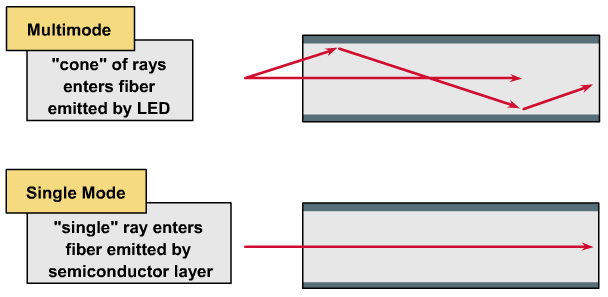 Multimode
"cone" of rays
enters fiber
emitted by LED
Single Mode
"single" ray enters
fiber emitted by
semiconductor layer